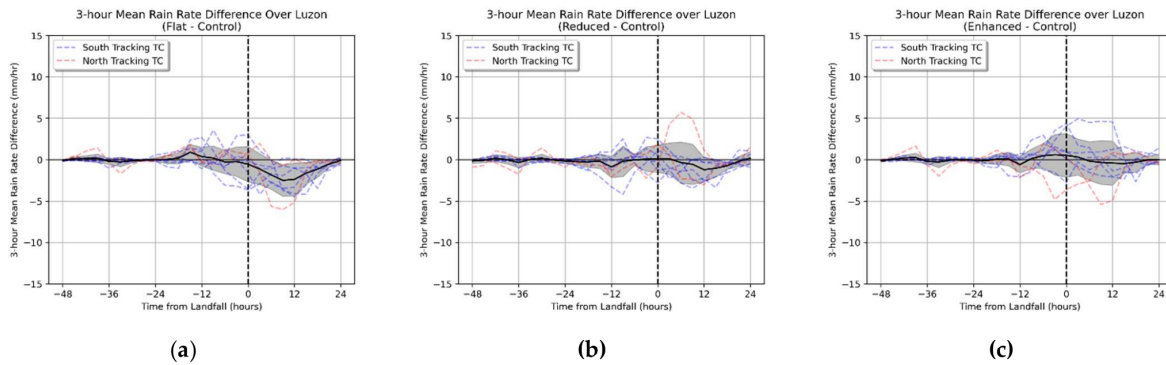 3-hour Mean Rain Rate Difference Over Luzon
(Flat - Control)
3-hour Mean Rain Rate Difference (mm/hr)
15
10
5
0
−5
−10
−15
South Tracking TC
North Tracking TC
−48
−36
−24
−12
0
12
24
Time from Landfall (hours)
(a)
3-hour Mean Rain Rate Difference over Luzon
(Reduced - Control)
3-hour Mean Rain Rate Difference (mm/hr)
15
10
5
0
−5
−10
−15
South Tracking TC
North Tracking TC
−48
−36
−24
−12
0
12
24
Time from Landfall (hours)
(b)
3-hour Mean Rain Rate Difference over Luzon
(Enhanced - Control)
3-hour Mean Rain Rate Difference (mm/hr)
15
10
5
0
−5
−10
−15
South Tracking TC
North Tracking TC
−48
−36
−24
−12
0
12
24
Time from Landfall (hours)
(c)